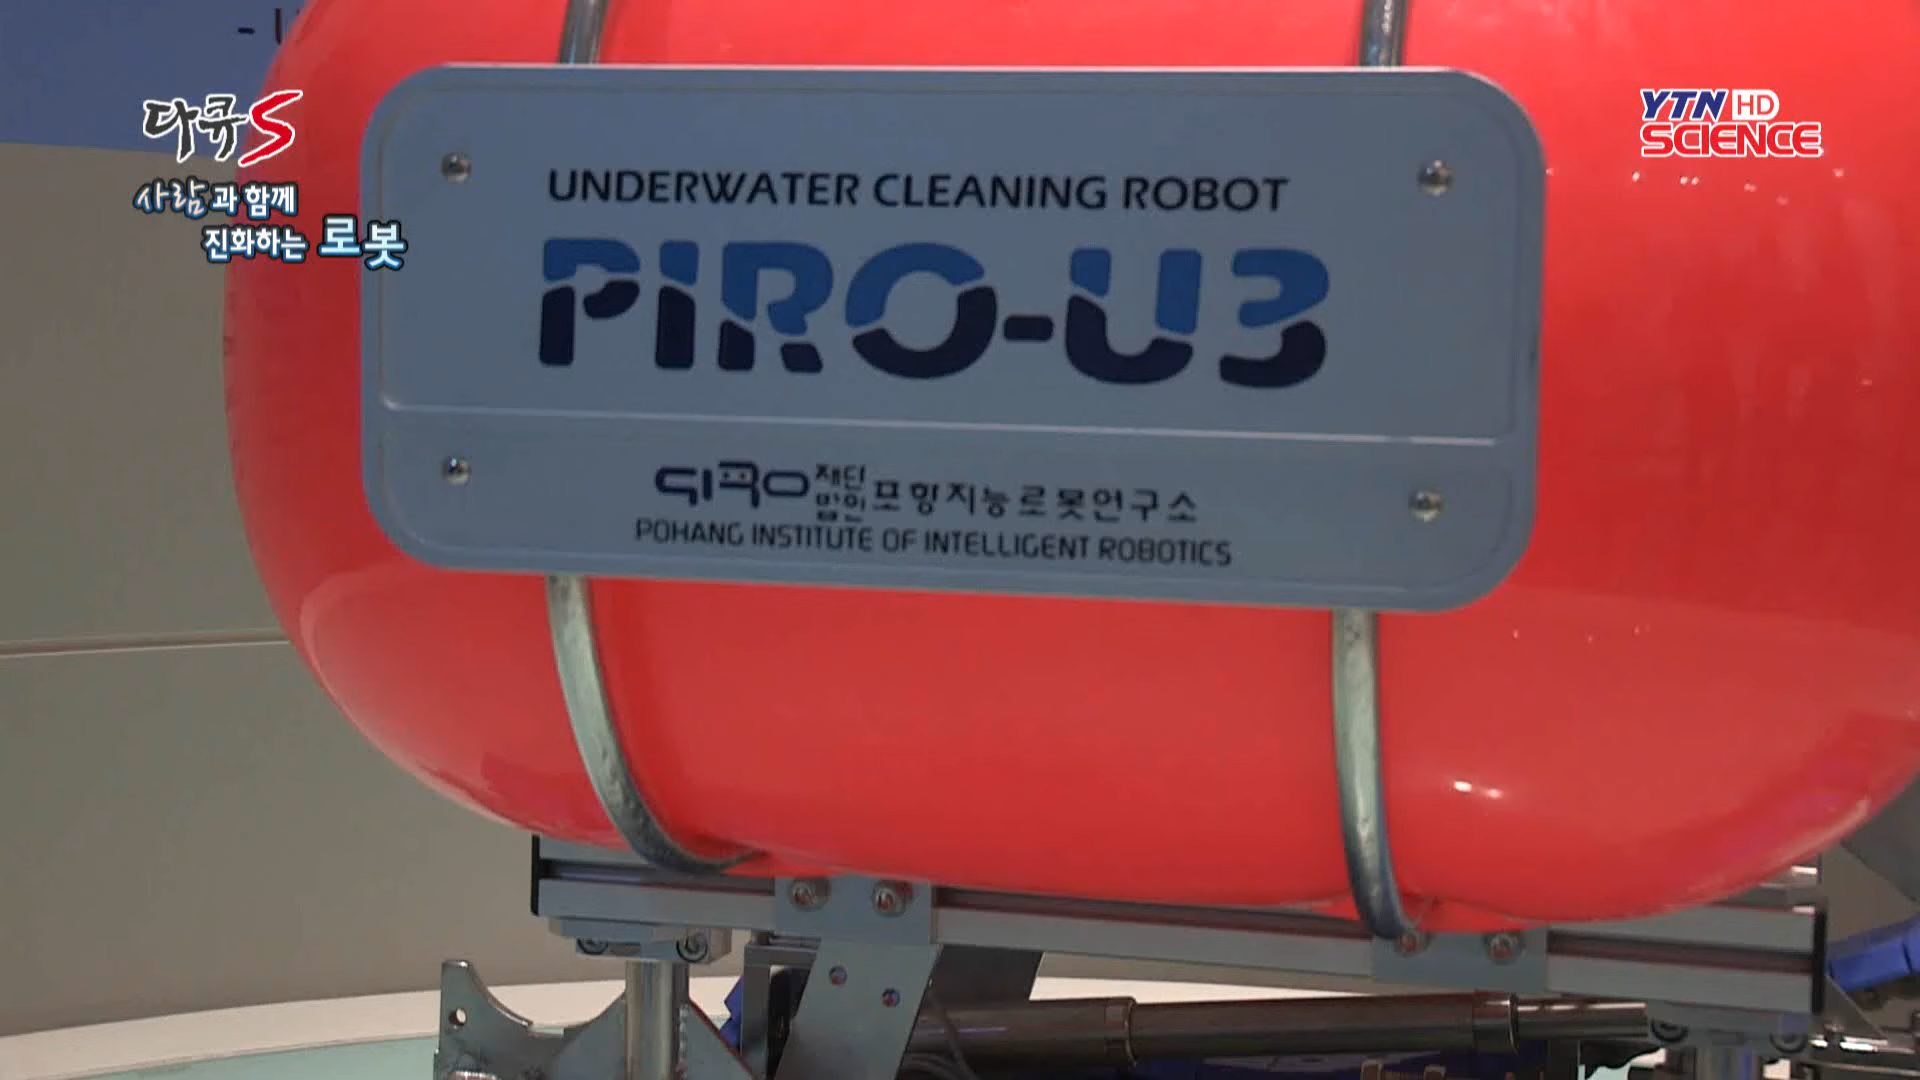 다큐S
사람과 함께
진화하는 로봇
YTN HD
SCIENCE
UNDERWATER CLEANING ROBOT
PIRO-U3
재단
법인
포항지능로봇연구소
POHANG INSTITUTE OF INTELLIGENT ROBOTICS